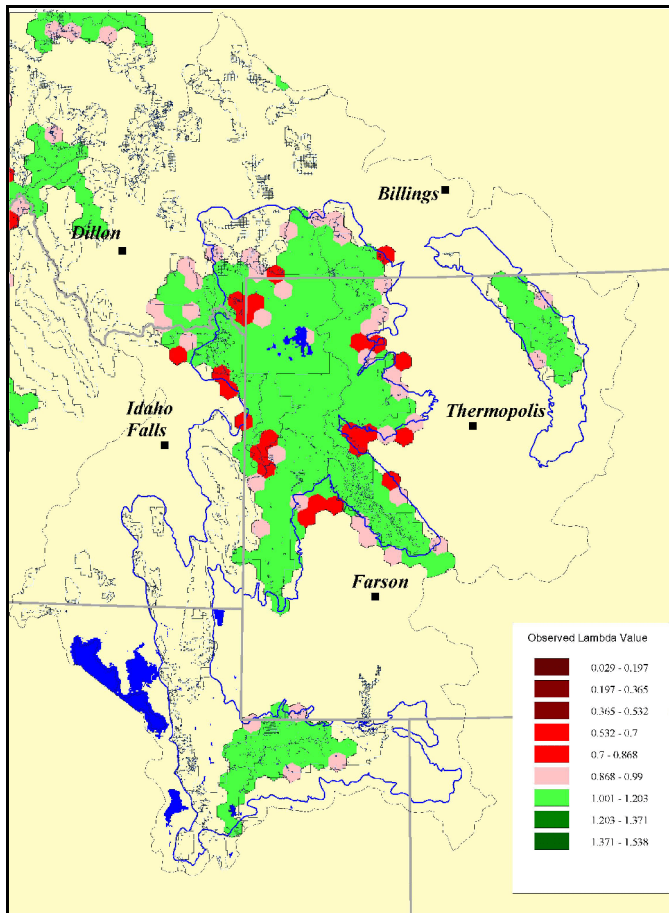 Billings
Dillon
Thermopolis
Idaho
Falls
Farson
Observed Lambda Value
0.029 - 0.197
0.197 - 0.365
0.365 - 0.532
0.532 - 0.7
0.7 - 0.868
0.868 - 0.99
1.001 - 1.203
1.203 - 1.371
1.371 - 1.538